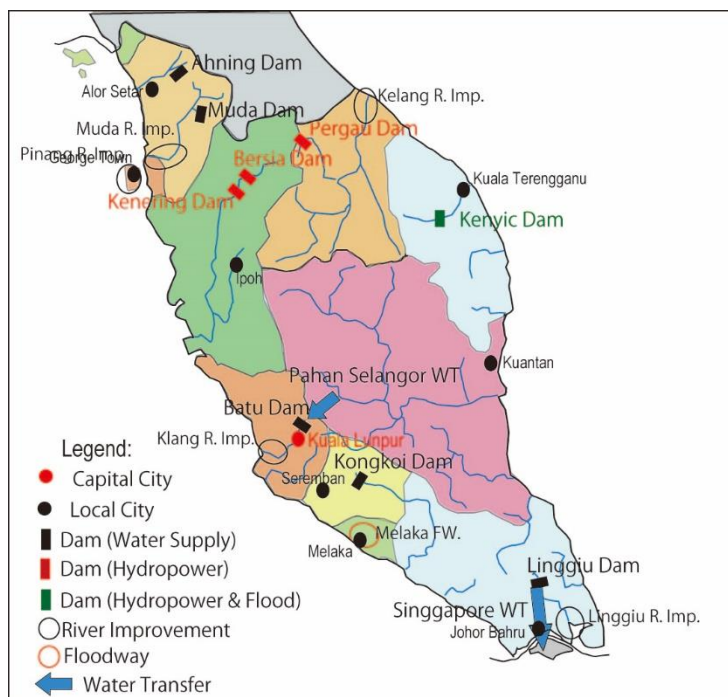 Ahning Dam
Alor Setar
Kelang R. Imp.
Muda Dam
Muda R. Imp.
Pergau Dam
Pinang R. Imp.
George Town
Bersia Dam
Kuala Terengganu
Kenering Dam
Kenyic Dam
Ipoh
Kuantan
Pahan Selangor WT
Batu Dam
Klang R. Imp.
Kuala Lunpur
Kongkoi Dam
Seremban
Melaka FW.
Melaka
Linggiu Dam
Singgapore WT
Linggiu R. Imp.
Johor Bahru
Legend:
Capital City
Local City
Dam (Water Supply)
Dam (Hydropower)
Dam (Hydropower & Flood)
River Improvement
Floodway
Water Transfer